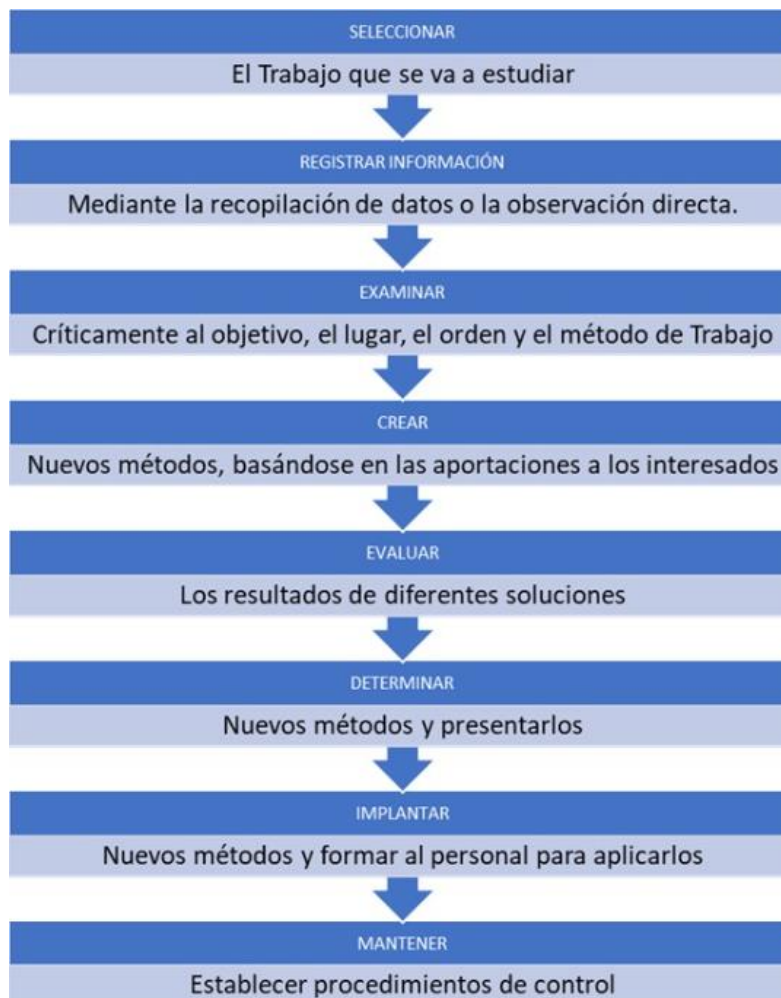 SELECCIONAR
El Trabajo que se va a estudiar
REGISTRAR INFORMACIÓN
Mediante la recopilación de datos o la observación directa.
EXAMINAR
Críticamente al objetivo, el lugar, el orden y el método de Trabajo
CREAR
Nuevos métodos, basándose en las aportaciones a los interesados
EVALUAR
Los resultados de diferentes soluciones
DETERMINAR
Nuevos métodos y presentarlos
IMPLANTAR
Nuevos métodos y formar al personal para aplicarlos
MANTENER
Establecer procedimientos de control